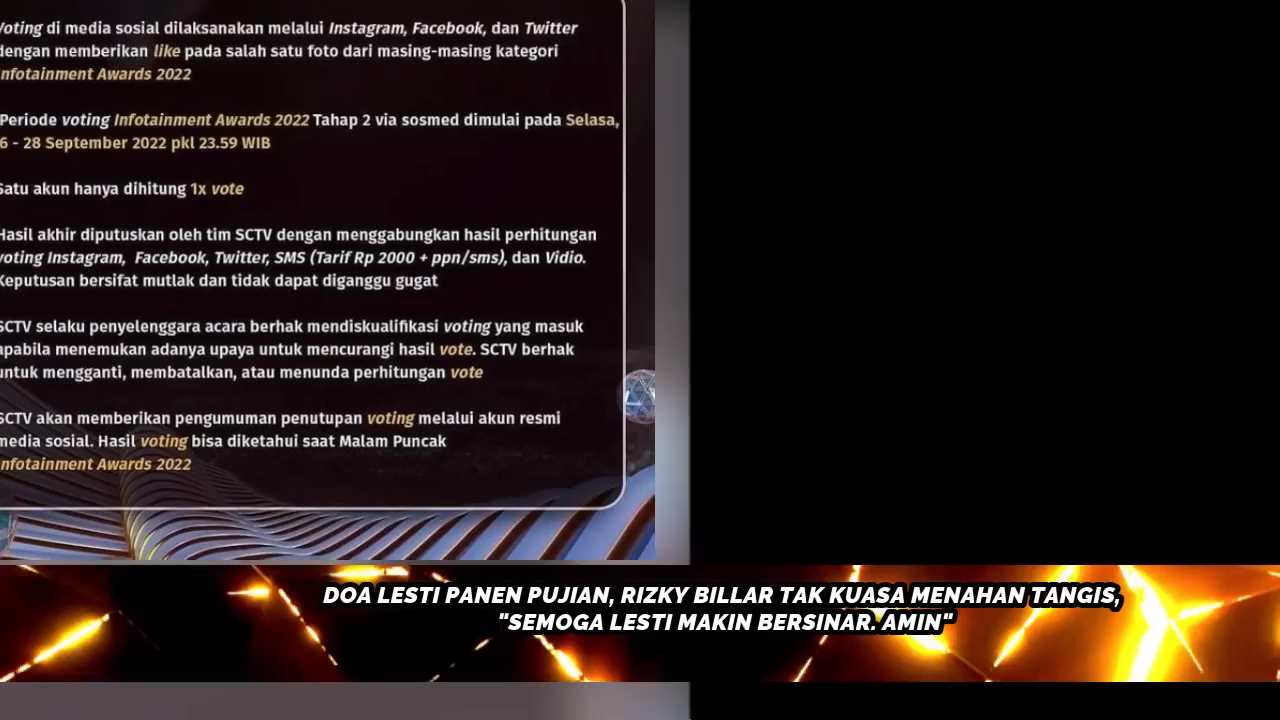 Voting di media sosial dilaksanakan melalui Instagram, Facebook, dan Twitter
dengan memberikan like pada salah satu foto dari masing-masing kategori
nfotainment Awards 2022
Periode voting Infotainment Awards 2022 Tahap 2 via sosmed dimulai pada Selasa,
6 - 28 September 2022 pkl 23.59 WIB
Satu akun hanya dihitung 1x vote
Hasil akhir diputuskan oleh tim SCTV dengan menggabungkan hasil perhitungan
voting Instagram, Facebook, Twitter, SMS (Tarif Rp 2000 + ppn/sms), dan Vidio.
Keputusan bersifat mutlak dan tidak dapat diganggu gugat
SCTV selaku penyelenggara acara berhak mendiskualifikasi voting yang masuk
apabila menemukan adanya upaya untuk mencurangi hasil vote. SCTV berhak
untuk mengganti, membatalkan, atau menunda perhitungan vote
SCTV akan memberikan pengumuman penutupan voting melalui akun resmi
media sosial. Hasil voting bisa diketahui saat Malam Puncak
nfotainment Awards 2022
DOA LESTI PANEN PUJIAN, RIZKY BILLAR TAK KUASA MENAHAN TANGIS,
"SEMOGA LESTI MAKIN BERSINAR. AMIN"